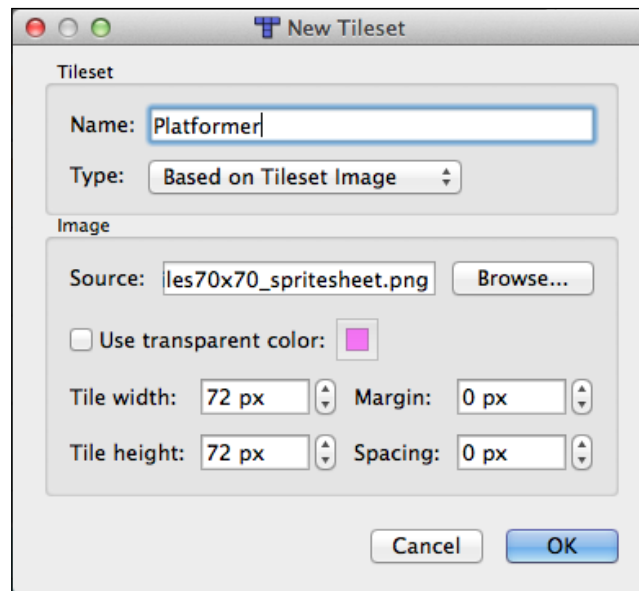 New Tileset
Tileset
Name: Platformer
Type: Based on Tileset Image
Image
Source: iles70x70_spritesheet.png Browse...
Use transparent color:
Tile width: 72 px Margin: 0 px
Tile height: 72 px Spacing: 0 px
Cancel OK